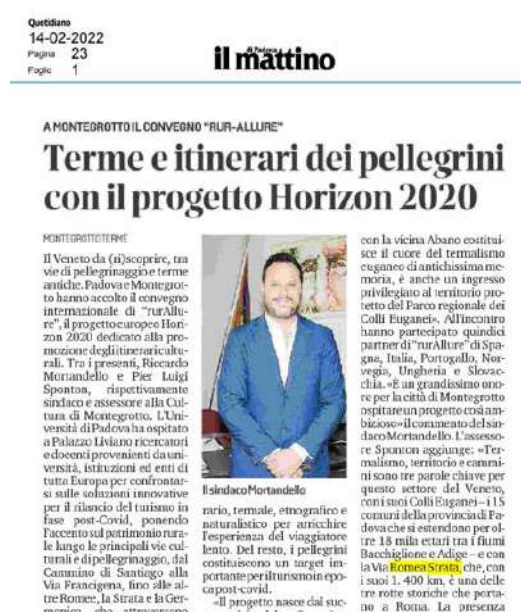 Quotidiano
14-02-2022
Pagina 23
Foglio 1
il mattino
di Padova
A MONTEGROTTO IL CONVEGNO "RUR-ALLURE"
Terme e itinerari dei pellegrini
con il progetto Horizon 2020
MONTEGROTTO TERME
Il Veneto da (ri)scoprire, tra
vie di pellegrinaggio e terme
antiche. Padova e Montegrot-
to hanno accolto il convegno
internazionale di "rurAllu-
re", il progetto europeo Hori-
zon 2020 dedicato alla pro-
mozione degli itinerari cultu-
rali. Tra i presenti, Riccardo
Mortandello e Pier Luigi
Sponton, rispettivamente
sindaco e assessore alla Cul-
tura di Montegrotto. L'Uni-
versità di Padova ha ospitato
a Palazzo Liviano ricercatori
e docenti provenienti da uni-
versità, istituzioni ed enti di
tutta Europa per confrontar-
si sulle soluzioni innovative
per il rilancio del turismo in
fase post-Covid, ponendo
l'accento sul patrimonio rura-
le lungo le principali vie cul-
turali e di pellegrinaggio, dal
Cammino di Santiago alla
Via Francigena, fino alle al-
tre Romee, la Strata e la Ger-
manica, che attraversano
Il sindaco Mortandello
rario, termale, etnografico e
naturalistico per arricchire
l'esperienza del viaggiatore
lento. Del resto, i pellegrini
costituiscono un target im-
portante per il turismo in epo-
ca post-covid.
«Il progetto nasce dal suc-
con la vicina Abano costitui-
sce il cuore del termalismo
euganeo di antichissima me-
moria, è anche un ingresso
privilegiato al territorio pro-
tetto del Parco regionale dei
Colli Euganei». All'incontro
hanno partecipato quindici
partner di "rurAllure" di Spa-
gna, Italia, Portogallo, Nor-
vegia, Ungheria e Slovac-
chia. «È un grandissimo ono-
re per la città di Montegrotto
ospitare un progetto così am-
bizioso» il commento del sin-
daco Mortandello. L'assesso-
re Sponton aggiunge: «Ter-
malismo, territorio e cammi-
ni sono tre parole chiave per
questo settore del Veneto,
con i suoi Colli Euganei – i 15
comuni della provincia di Pa-
dova che si estendono per ol-
tre 18 mila ettari tra i fiumi
Bacchiglione e Adige – e con
la Via Romea Strata, che, con
i suoi 1.400 km, è una delle
tre rotte storiche che porta-
no a Roma. La presenza